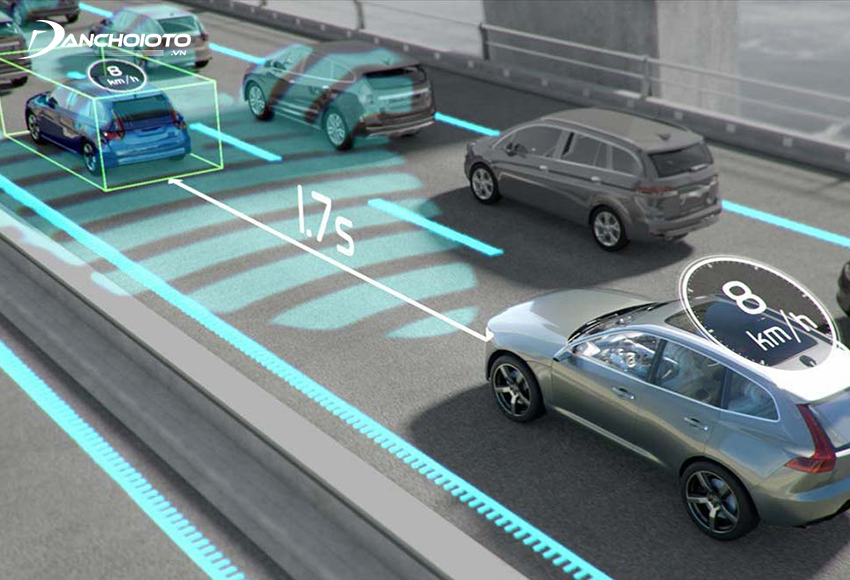 DANCHOIOTO
.VN
8
km/h
1.7s
8
km/h